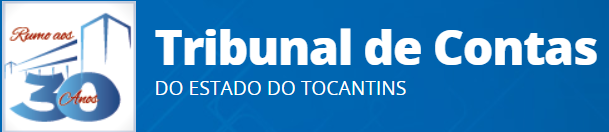 Rumo aos
30
Anos
Tribunal de Contas
DO ESTADO DO TOCANTINS